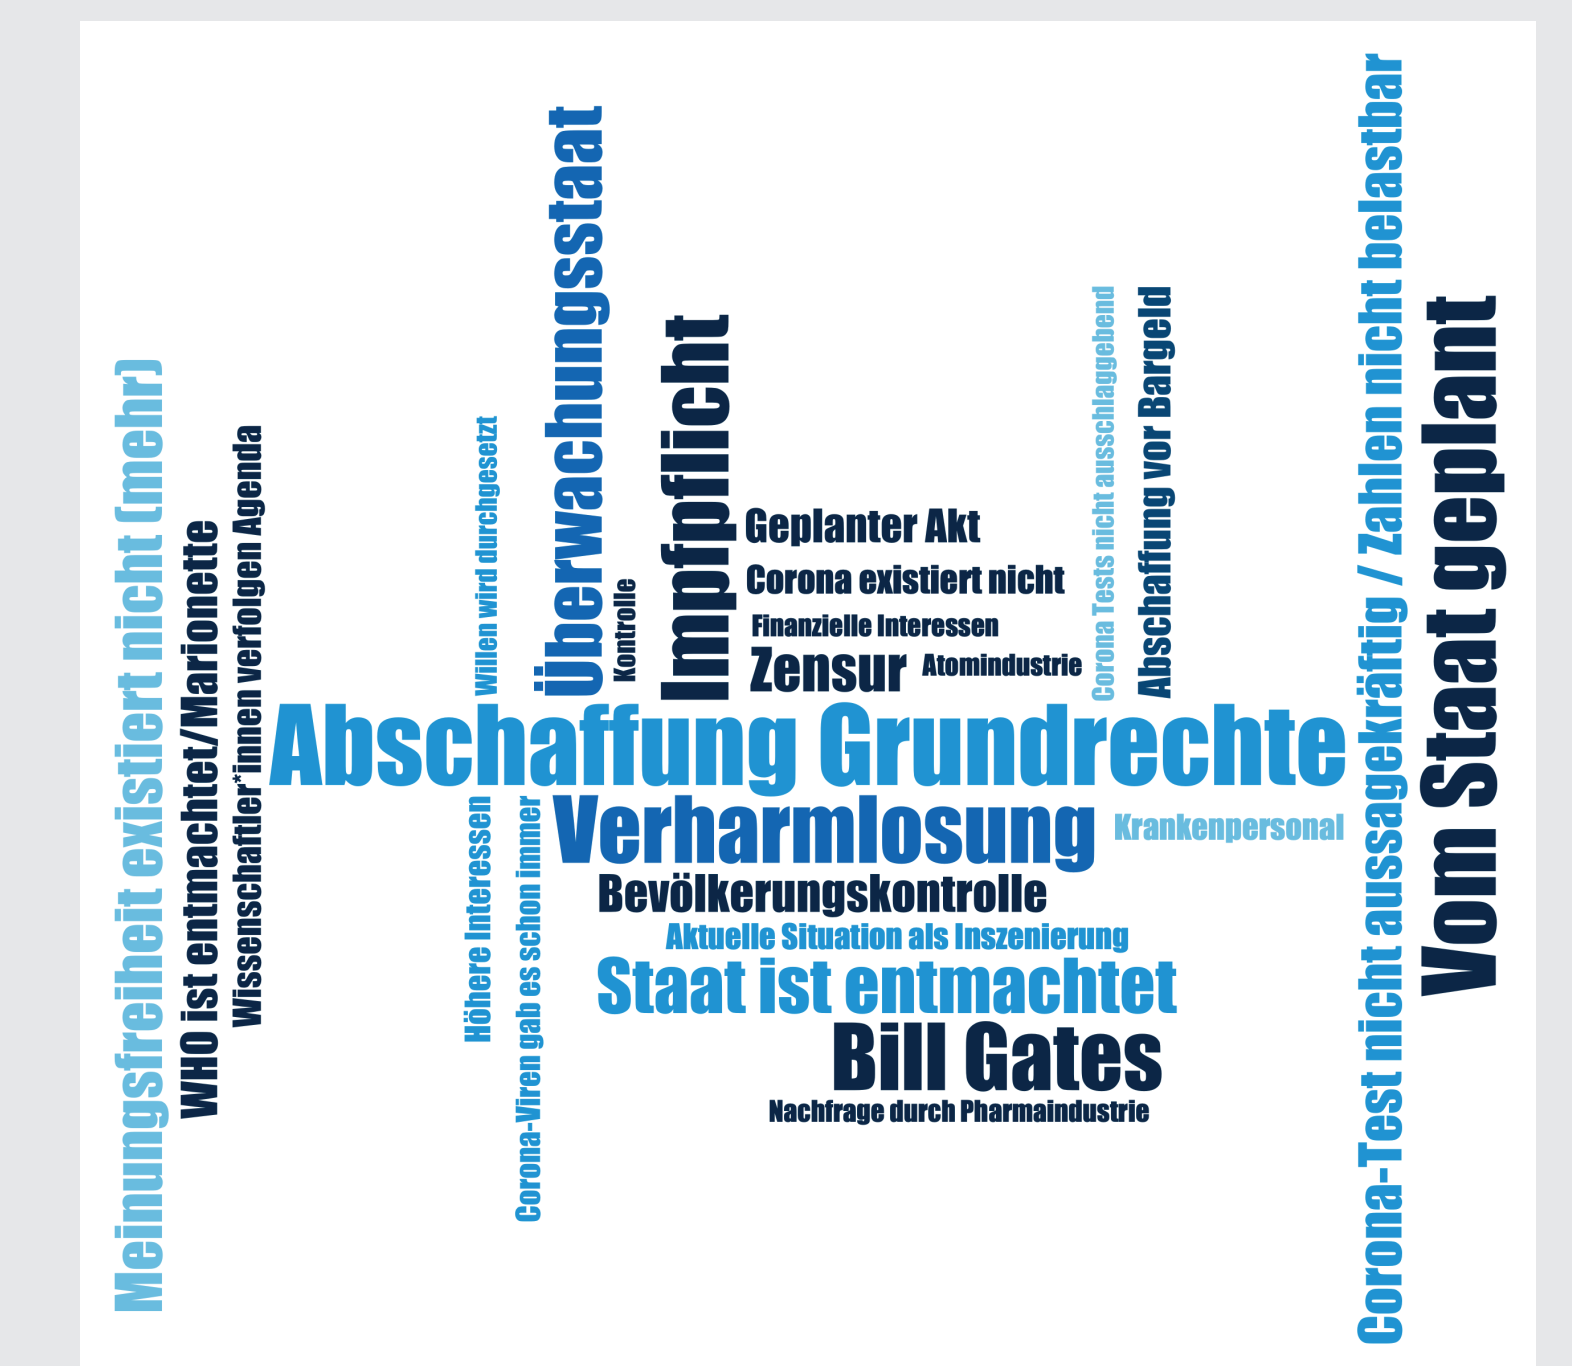 Meinungsfreiheit existiert nicht (mehr)
WHO ist entmachtet/Marionette
Wissenschaftler*innen verfolgen Agenda
Willen wird durchgesetzt
Überwachungsstaat
Kontrolle
Impfpflicht
Geplanter Akt
Corona existiert nicht
Finanzielle Interessen
Zensur
Atomindustrie
Corona Tests nicht ausschlaggebend
Abschaffung vor Bargeld
Abschaffung Grundrechte
Höhere Interessen
Corona-Viren gab es schon immer
Verharmlosung
Krankenpersonal
Bevölkerungskontrolle
Aktuelle Situation als Inszenierung
Staat ist entmachtet
Bill Gates
Nachfrage durch Pharmaindustrie
Corona-Test nicht aussagekräftig / Zahlen nicht belastbar
Vom Staat geplant